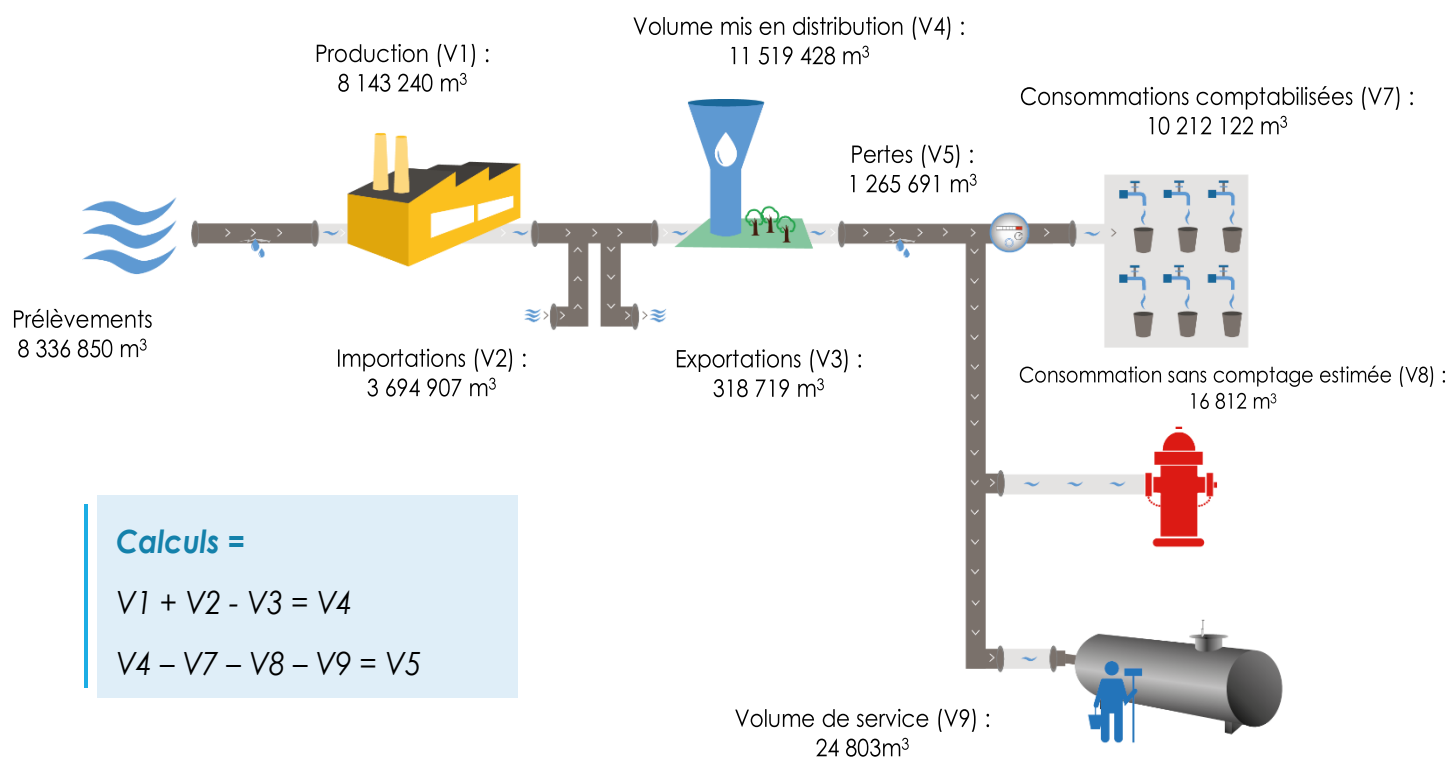 Volume mis en distribution (V4) :
11 519 428 m³
Production (V1) :
8 143 240 m³
Consommations comptabilisées (V7) :
10 212 122 m³
Pertes (V5) :
1 265 691 m³
Prélèvements
8 336 850 m³
Importations (V2) :
3 694 907 m³
Exportations (V3) :
318 719 m³
Consommation sans comptage estimée (V8) :
16 812 m³
Calculs =
V1 + V2 - V3 = V4
V4 – V7 – V8 – V9 = V5
Volume de service (V9) :
24 803m³